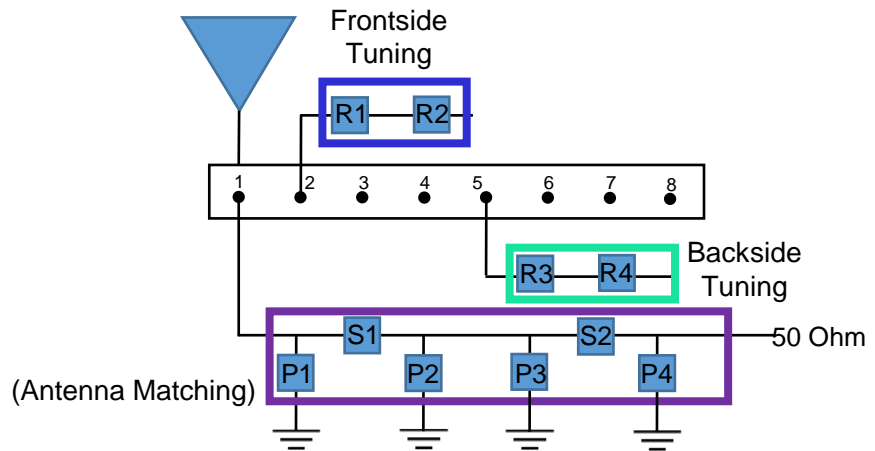 Frontside
Tuning
R1 R2
1 2 3 4 5 6 7 8
R3 R4
Backside
Tuning
S1 S2
50 Ohm
P1 P2 P3 P4
(Antenna Matching)